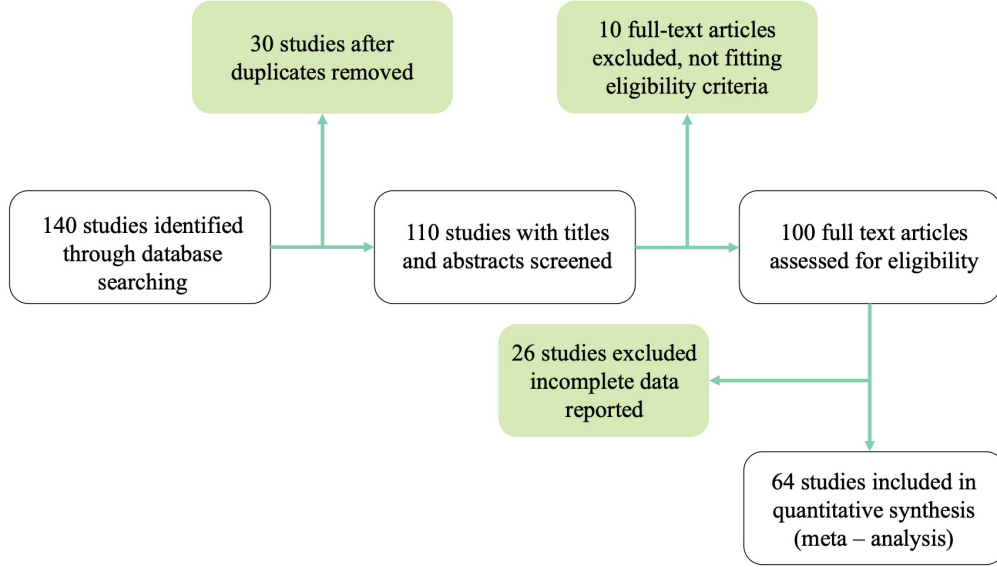 30 studies after
duplicates removed
10 full-text articles
excluded, not fitting
eligibility criteria
140 studies identified
through database
searching
110 studies with titles
and abstracts screened
100 full text articles
assessed for eligibility
26 studies excluded
incomplete data
reported
64 studies included in
quantitative synthesis
(meta – analysis)